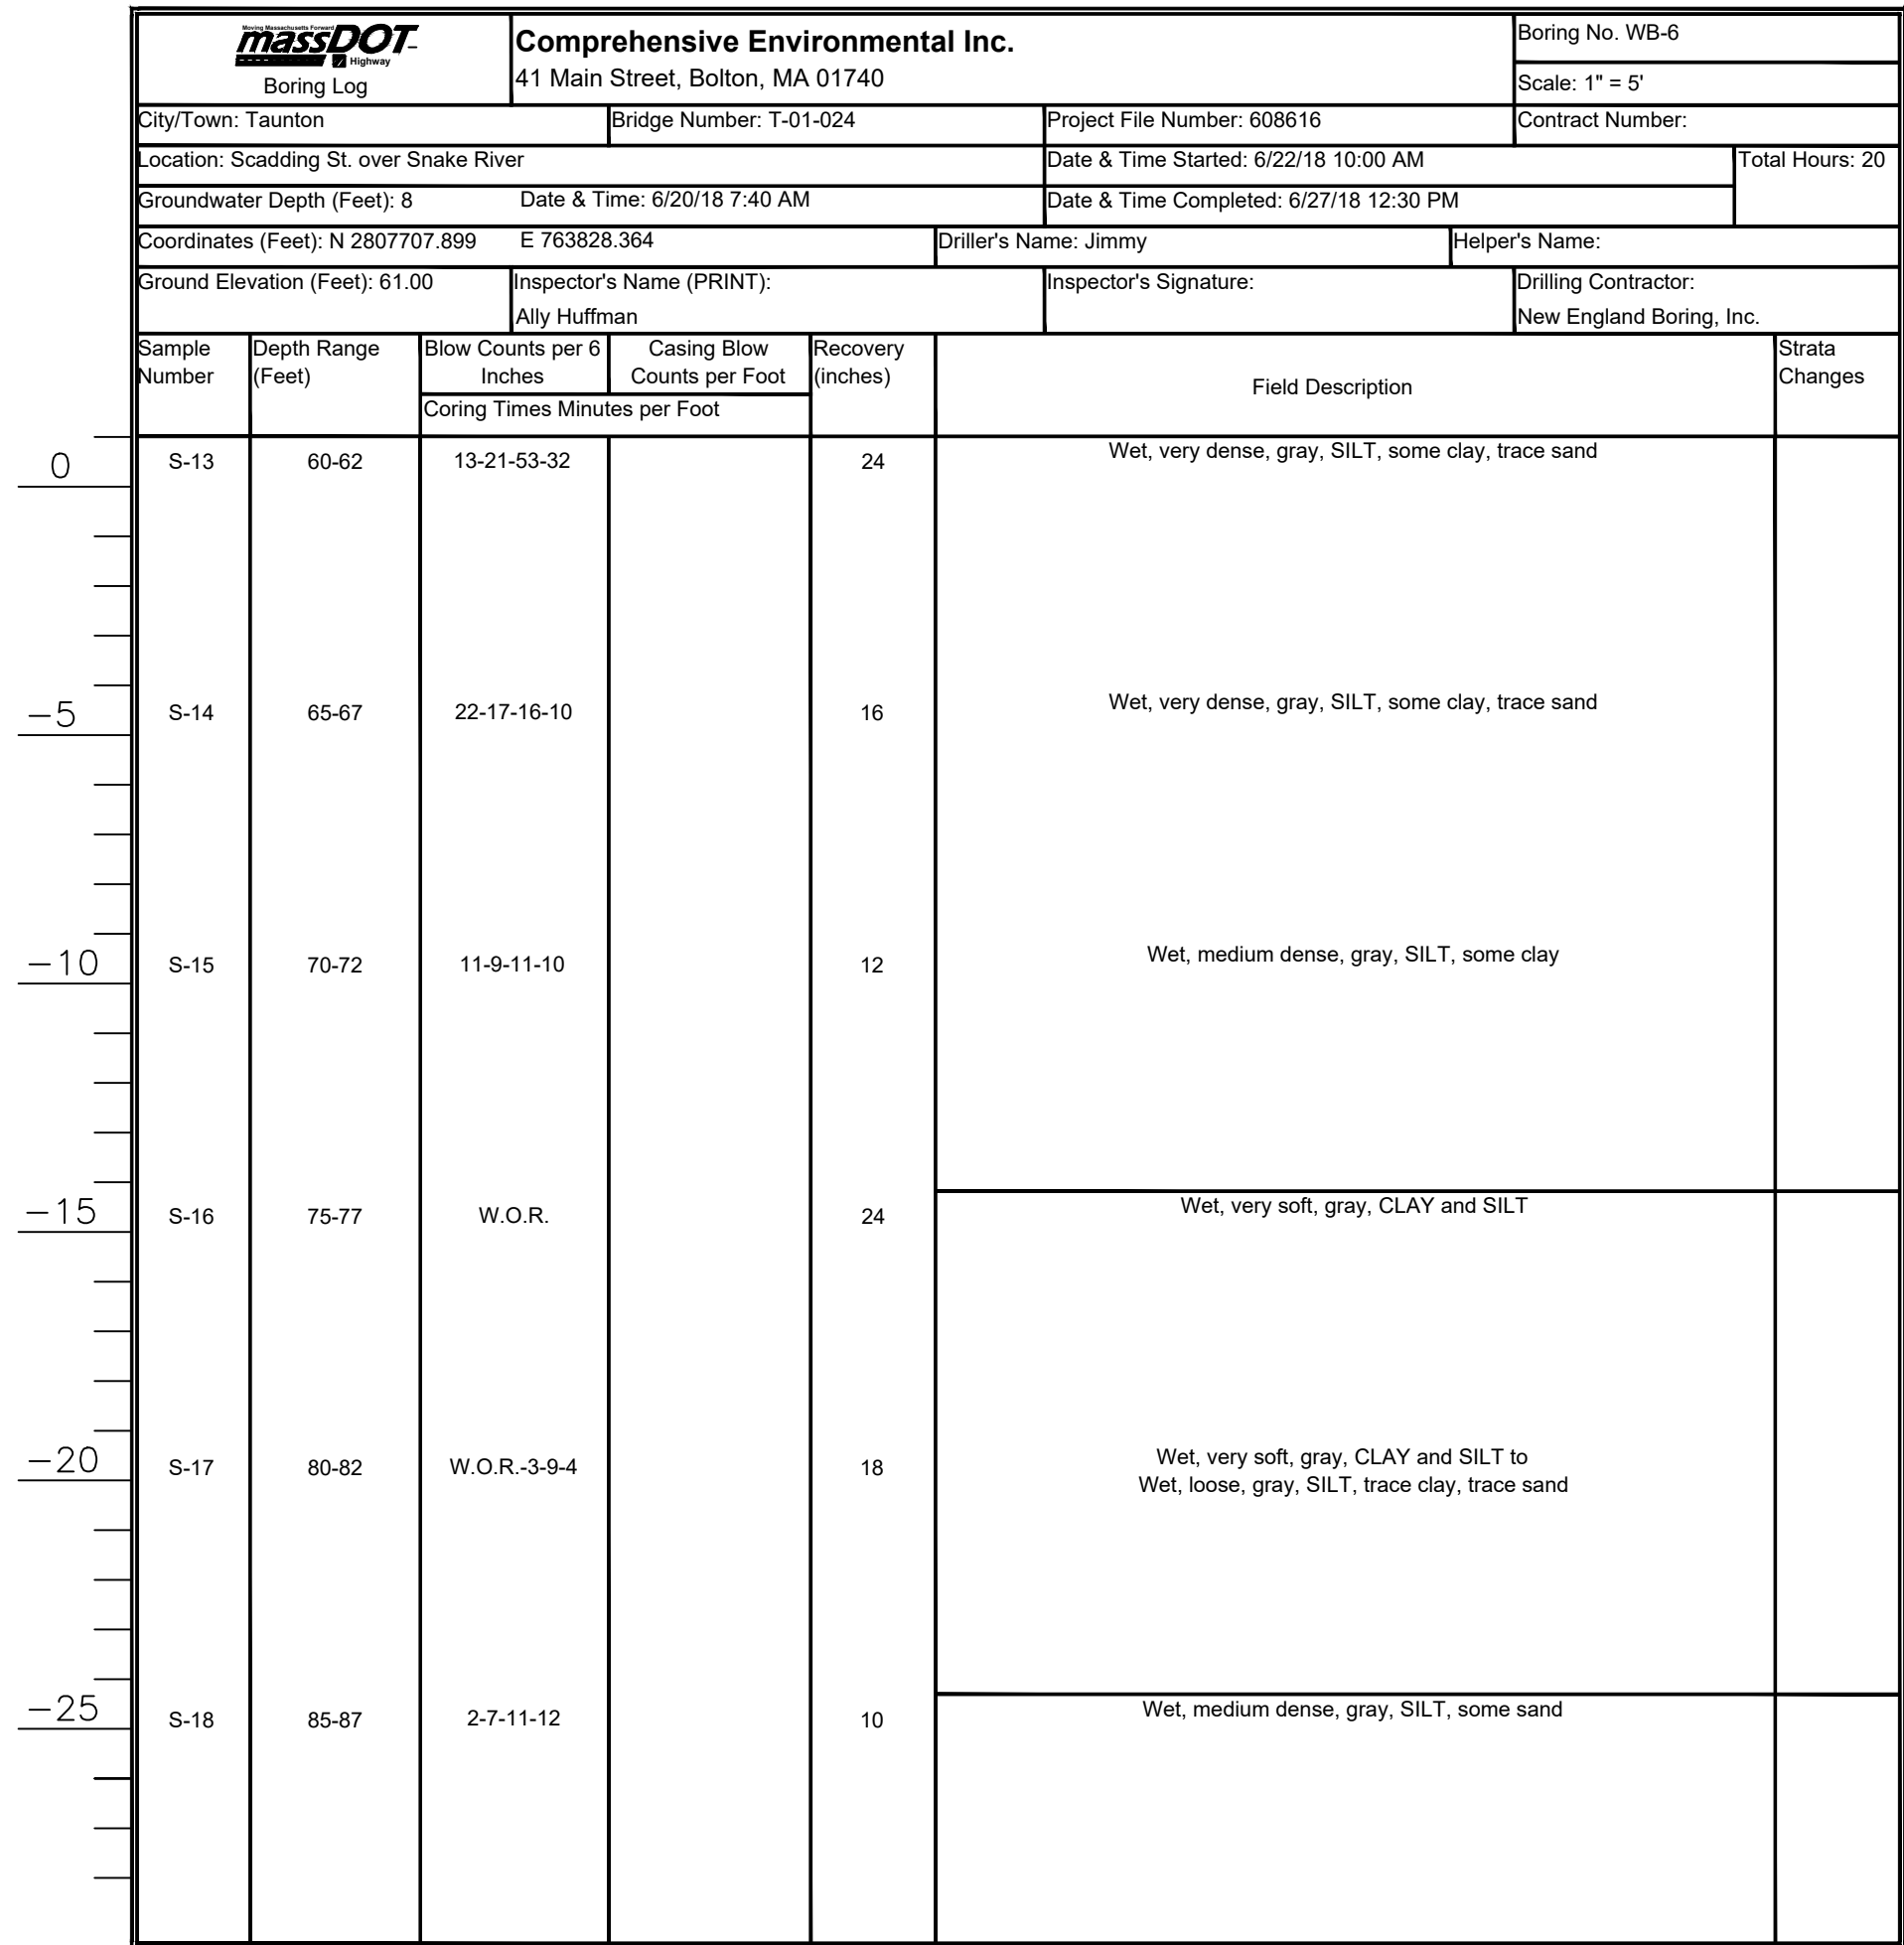 Moving Massachusetts Forward
massDOT
Highway
Boring Log
Comprehensive Environmental Inc.
41 Main Street, Bolton, MA 01740
Boring No. WB-6
Scale: 1" = 5'
City/Town: Taunton
Bridge Number: T-01-024
Project File Number: 608616
Contract Number:
Location: Scadding St. over Snake River
Date & Time Started: 6/22/18 10:00 AM
Total Hours: 20
Groundwater Depth (Feet): 8
Date & Time: 6/20/18 7:40 AM
Date & Time Completed: 6/27/18 12:30 PM
Coordinates (Feet): N 2807707.899
E 763828.364
Driller's Name: Jimmy
Helper's Name:
Ground Elevation (Feet): 61.00
Inspector's Name (PRINT):
Ally Huffman
Inspector's Signature:
Drilling Contractor:
New England Boring, Inc.
Sample
Number
Depth Range
(Feet)
Blow Counts per 6
Inches
Casing Blow
Counts per Foot
Coring Times Minutes per Foot
Recovery
(inches)
Field Description
Strata
Changes
0
S-13
60-62
13-21-53-32
24
Wet, very dense, gray, SILT, some clay, trace sand
-5
S-14
65-67
22-17-16-10
16
Wet, very dense, gray, SILT, some clay, trace sand
-10
S-15
70-72
11-9-11-10
12
Wet, medium dense, gray, SILT, some clay
-15
S-16
75-77
W.O.R.
24
Wet, very soft, gray, CLAY and SILT
-20
S-17
80-82
W.O.R.-3-9-4
18
Wet, very soft, gray, CLAY and SILT to
Wet, loose, gray, SILT, trace clay, trace sand
-25
S-18
85-87
2-7-11-12
10
Wet, medium dense, gray, SILT, some sand